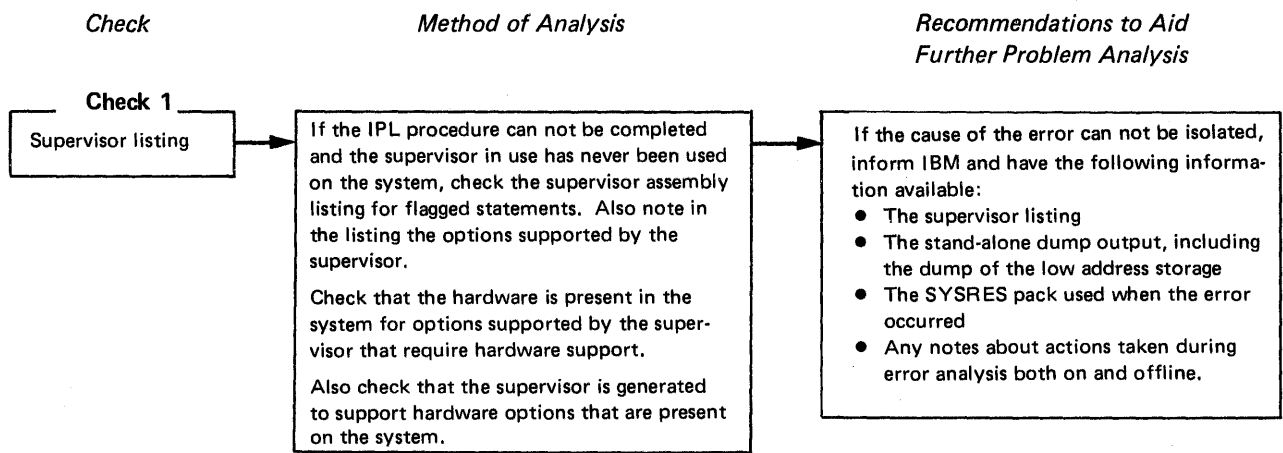 Check
Method of Analysis
Recommendations to Aid
Further Problem Analysis
Check 1
Supervisor listing
If the IPL procedure can not be completed
and the supervisor in use has never been used
on the system, check the supervisor assembly
listing for flagged statements. Also note in
the listing the options supported by the
supervisor.
Check that the hardware is present in the
system for options supported by the super-
visor that require hardware support.
Also check that the supervisor is generated
to support hardware options that are present
on the system.
If the cause of the error can not be isolated,
inform IBM and have the following informa-
tion available:
● The supervisor listing
● The stand-alone dump output, including
the dump of the low address storage
● The SYSRES pack used when the error
occurred
● Any notes about actions taken during
error analysis both on and offline.